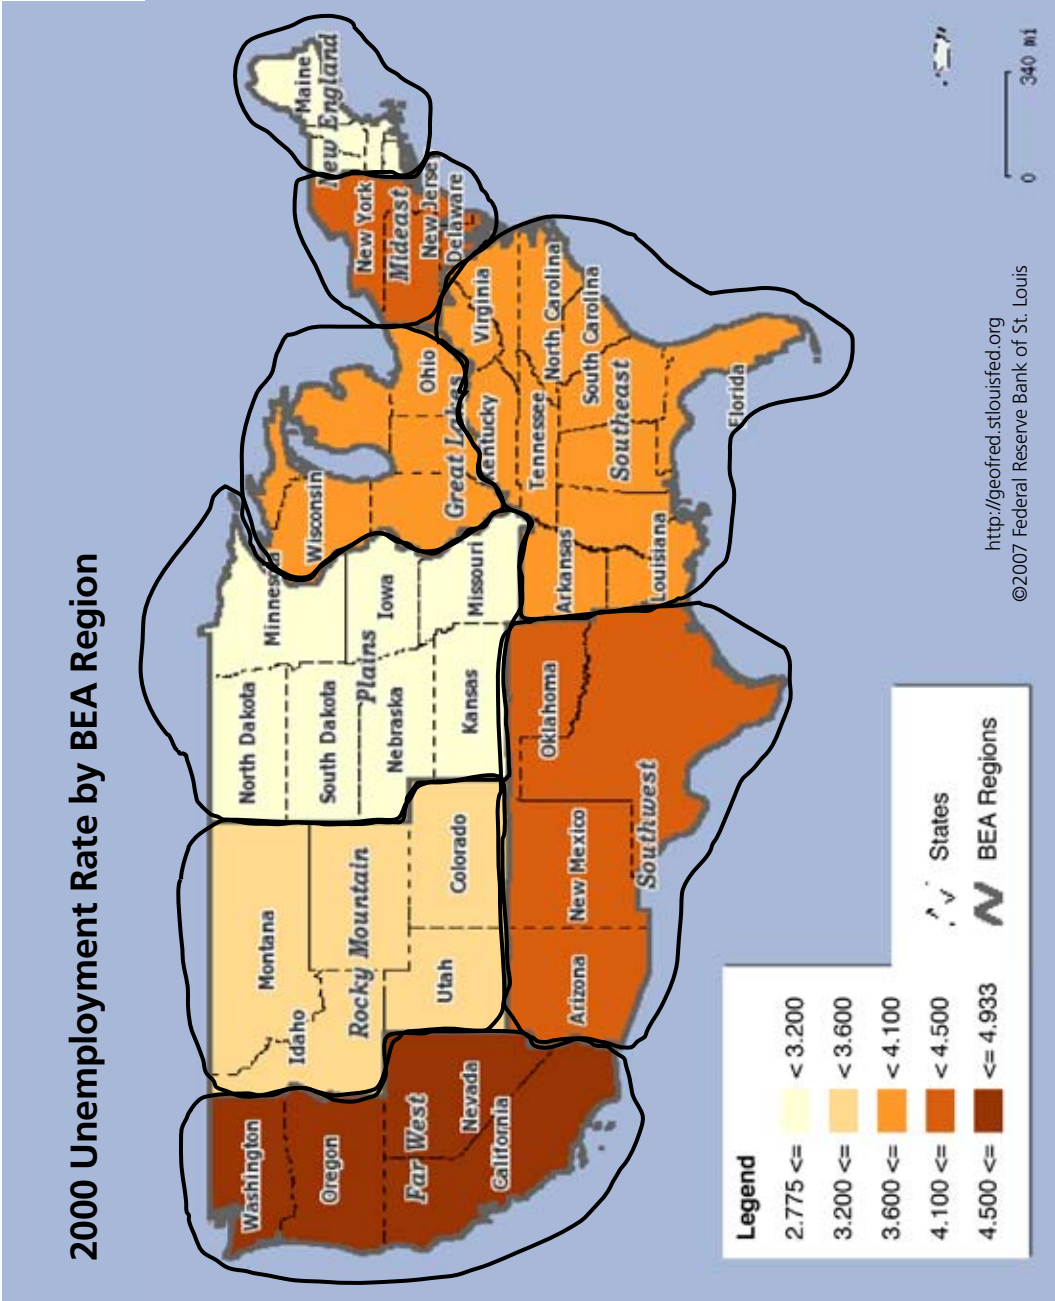 2000 Unemployment Rate by BEA Region
Washington
Oregon
Far West
Nevada
California
Montana
Idaho
Rocky Mountain
Utah
Colorado
Arizona
New Mexico
Southwest
Oklahoma
North Dakota
South Dakota
Plains
Nebraska
Kansas
Minnes
Iowa
Missouri
Wisconsin
Great Lakes
Ohio
Arkansas
Louisiana
Kentucky
Tennessee
Virginia
North Carolina
South Carolina
Southeast
Florida
New York
Mideast
New Jerse
Delaware
Maine
New England
Legend
2.775 <= < 3.200
3.200 <= < 3.600
3.600 <= < 4.100
4.100 <= < 4.500
4.500 <= <= 4.933
States
BEA Regions
http://geofred.stlouisfed.org
©2007 Federal Reserve Bank of St. Louis
0 340 mi